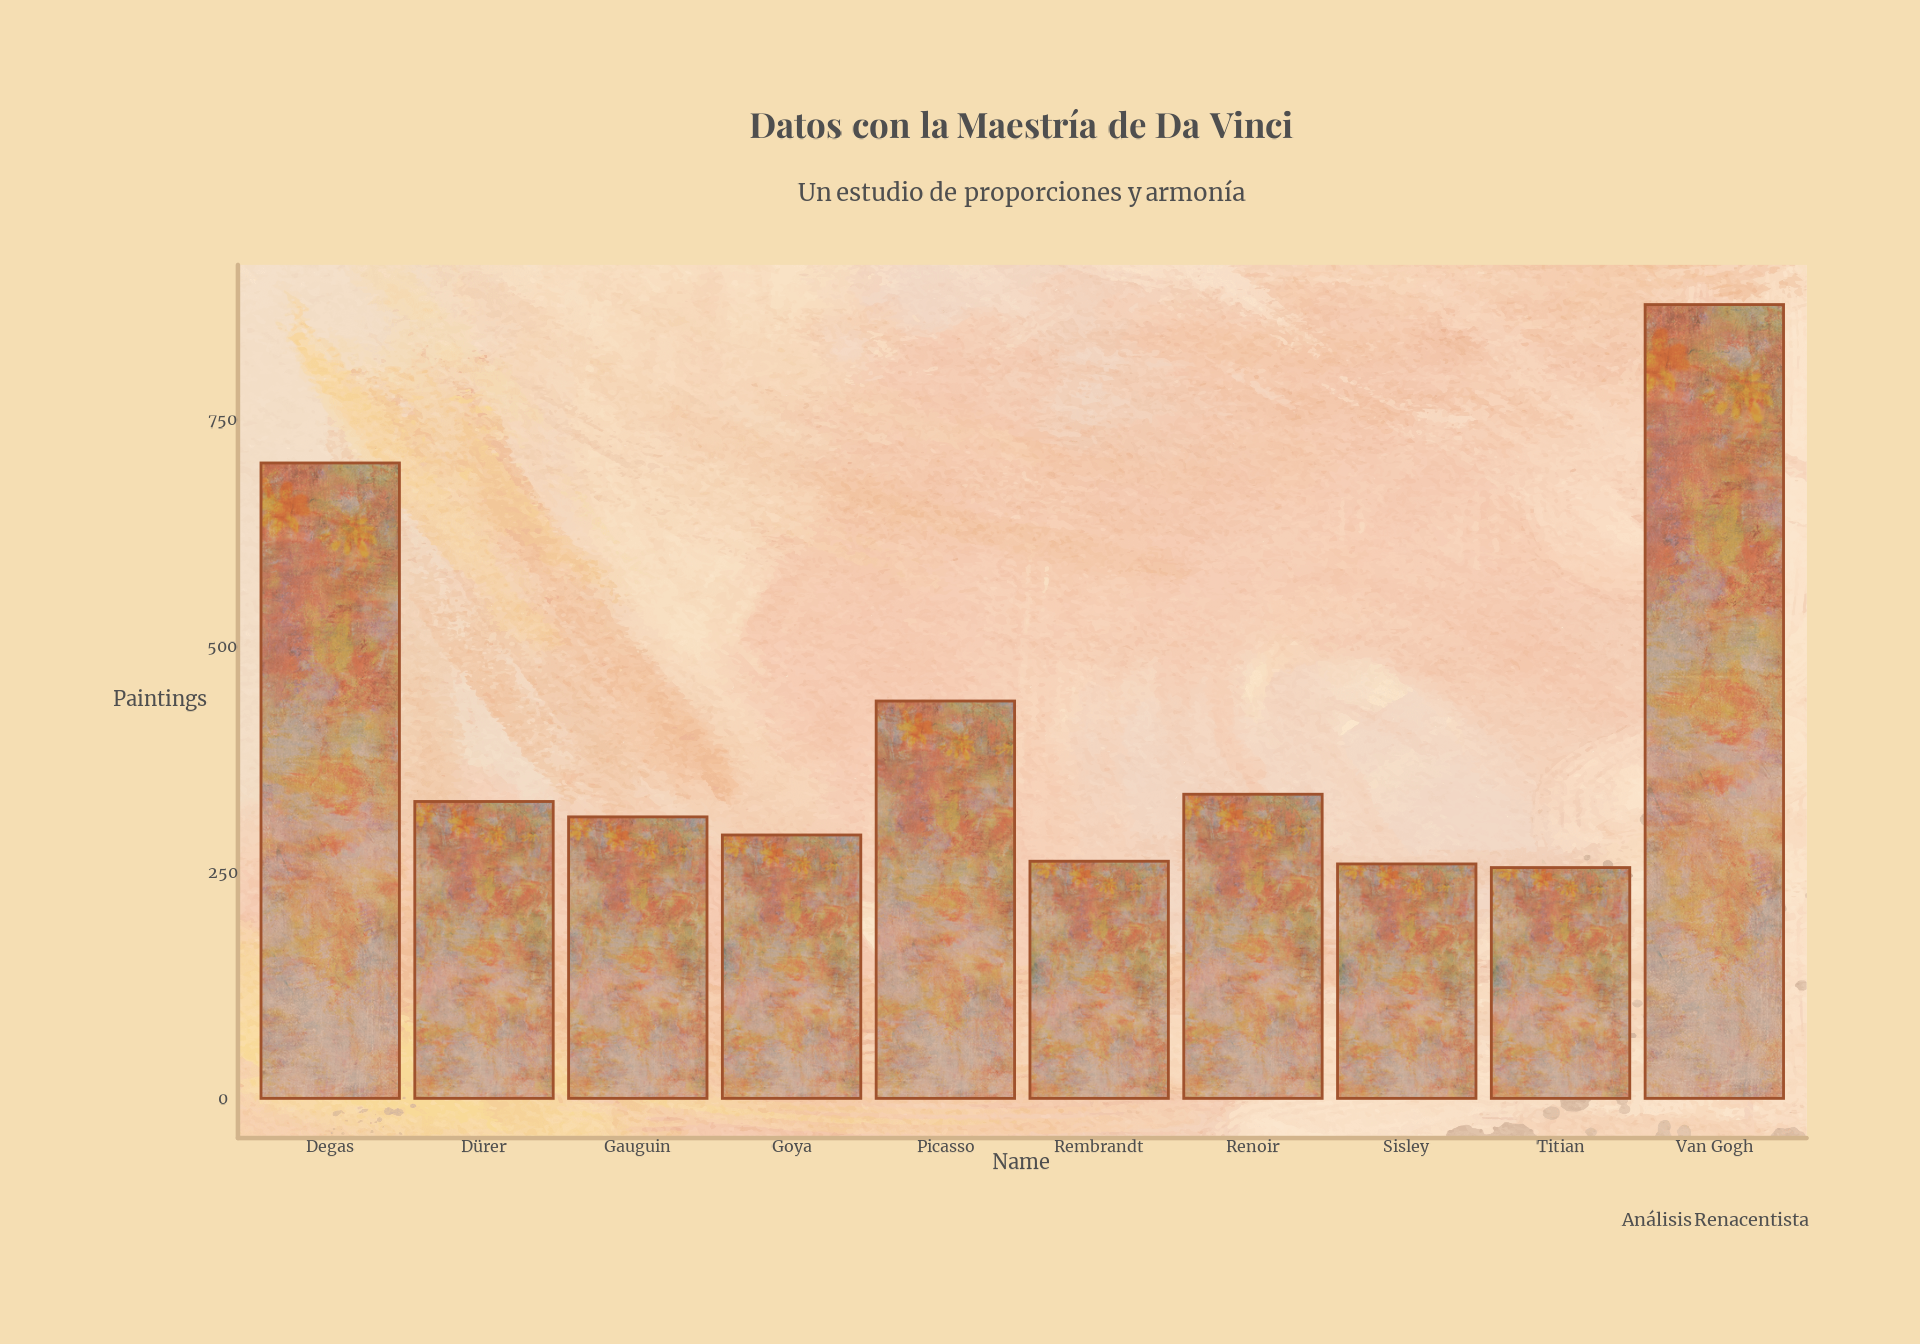 Datos con la Maestría de Da Vinci
Un estudio de proporciones y armonía
750
500
Paintings
250
0
Degas Dürer Gauguin Goya Picasso Rembrandt Renoir Sisley Titian Van Gogh
Name
Análisis Renacentista